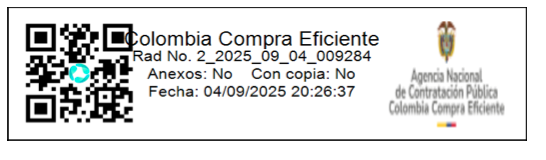 Colombia Compra Eficiente
Rad No. 2_2025_09_04_009284
Anexos: No Con copia: No
Fecha: 04/09/2025 20:26:37
Agencia Nacional
de Contratación Pública
Colombia Compra Eficiente